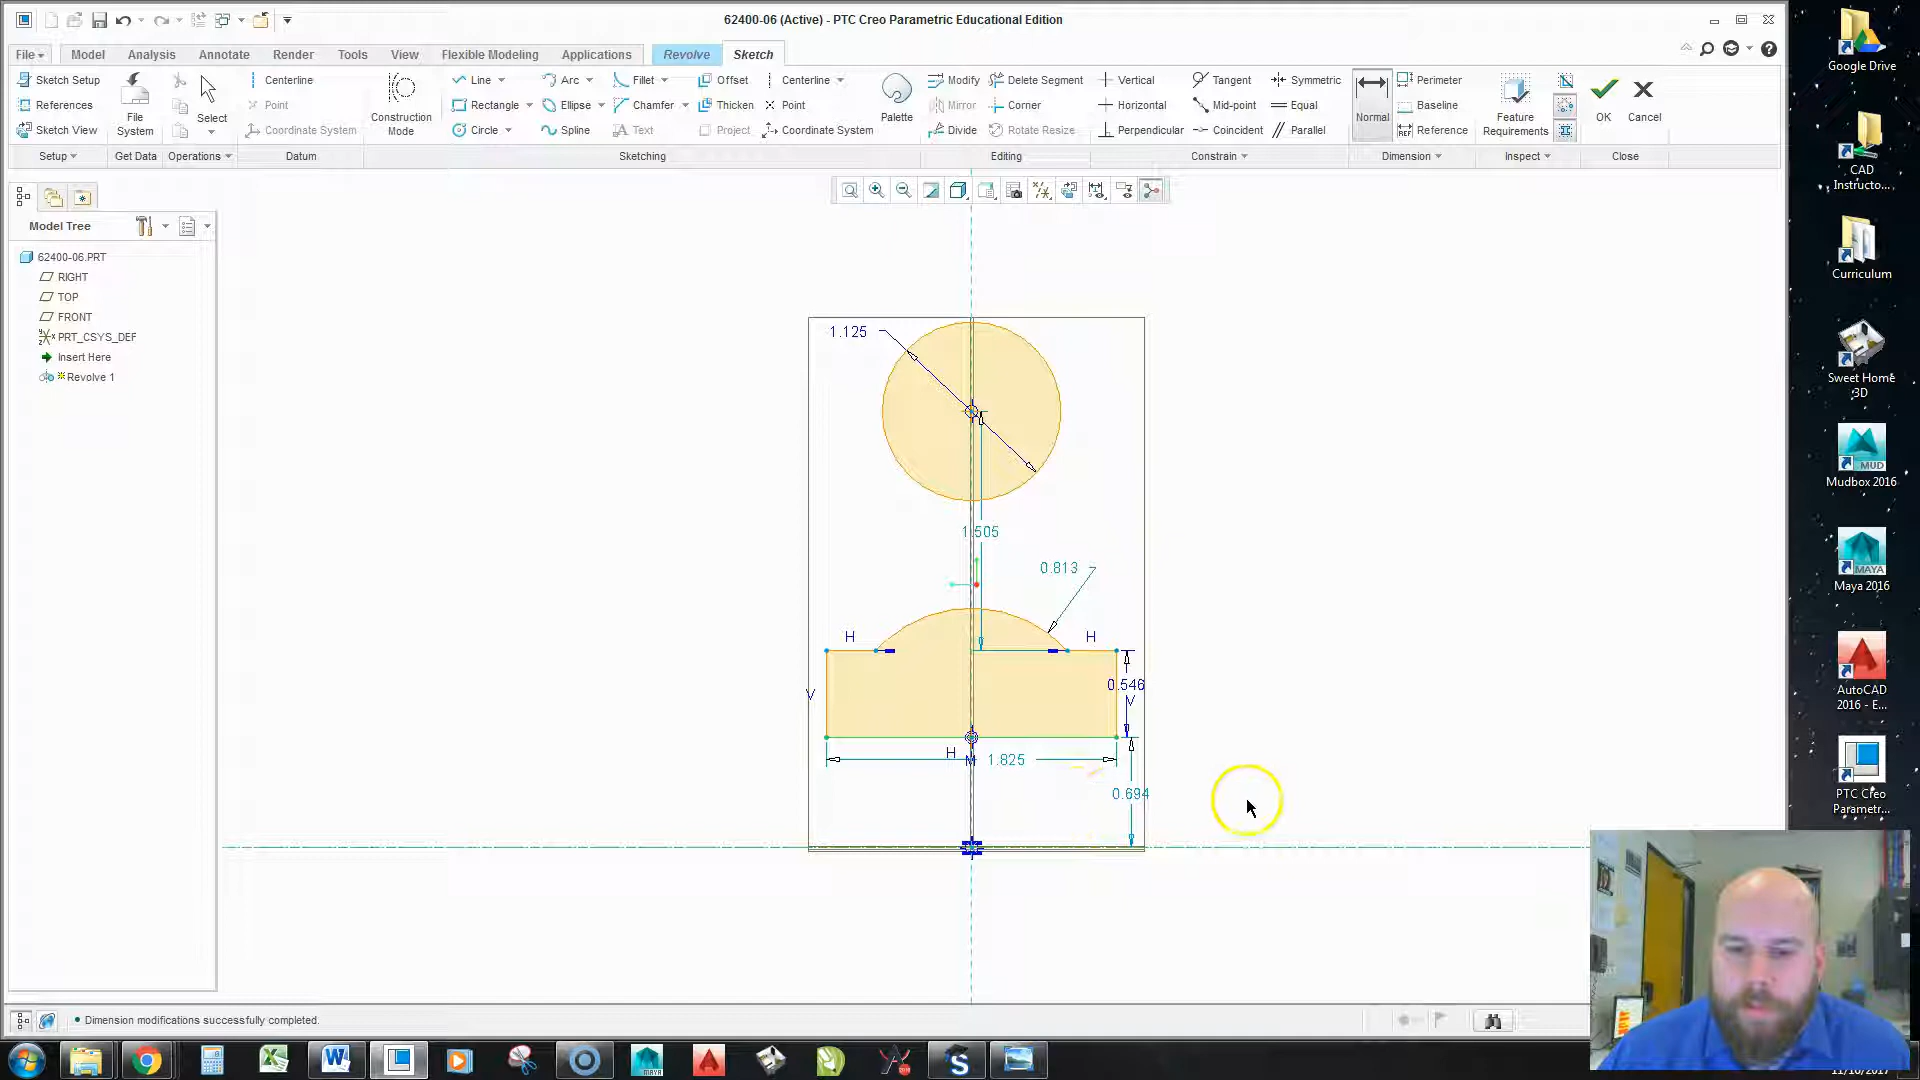 62400-06 (Active) - PTC Creo Parametric Educational Edition
File Model Analysis Annotate Render Tools View Flexible Modeling Applications Revolve Sketch
Sketch Setup
References
Sketch View
File System
Select
Centerline
Point
Coordinate System
Construction Mode
Line
Rectangle
Circle
Arc
Ellipse
Spline
Fillet
Chamfer
Text
Offset
Thicken
Project
Centerline
Point
Coordinate System
Palette
Modify
Mirror
Divide
Delete Segment
Corner
Rotate Resize
Vertical
Horizontal
Perpendicular
Tangent
Mid-point
Coincident
Symmetric
Equal
Parallel
Normal
Perimeter
Baseline
Reference
Feature Requirements
OK
Cancel
Setup Get Data Operations Datum Sketching Editing Constrain Dimension Inspect Close
Model Tree
62400-06.PRT
RIGHT
TOP
FRONT
PRT_CSYS_DEF
Insert Here
Revolve 1
1.125
1.505
0.813
H
H
V
0.546
V
H
M
1.825
0.694
Google Drive
CAD
Instructo...
Curriculum
Sweet Home
3D
MUD
Mudbox 2016
MAYA
Maya 2016
AutoCAD
2016 - E...
PTC Creo
Parametr...
Dimension modifications successfully completed.